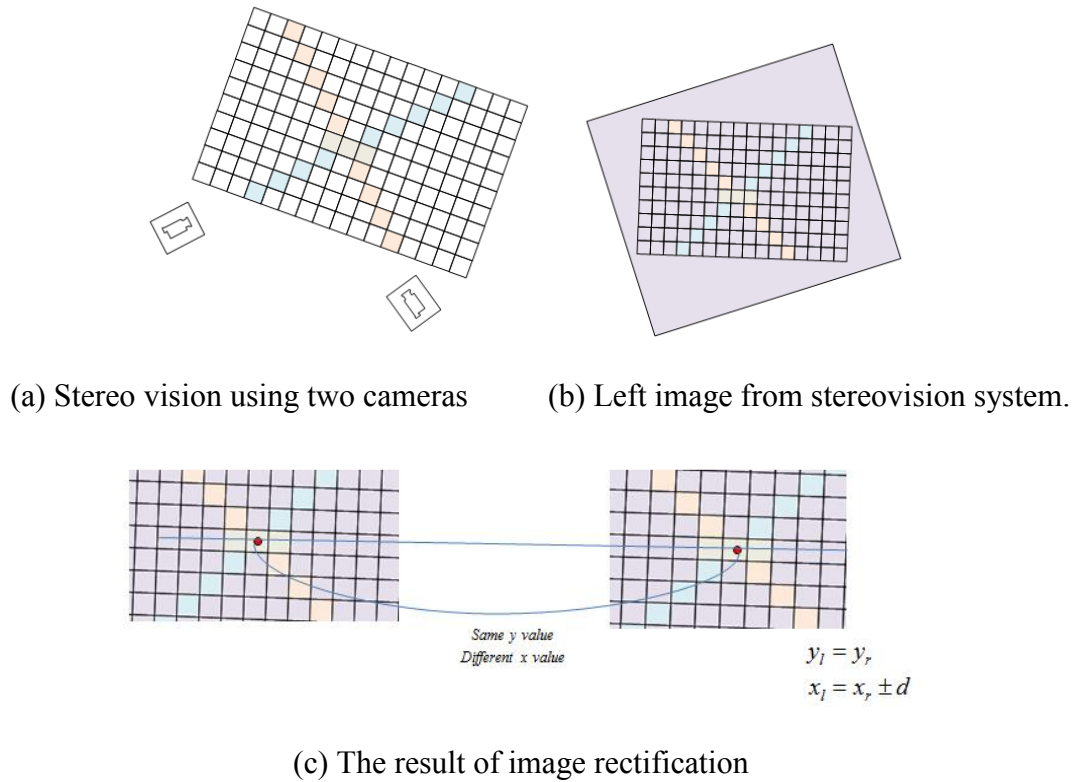 (a) Stereo vision using two cameras
(b) Left image from stereovision system.
Same y value
Different x value
y_l = y_r
x_l = x_r ± d
(c) The result of image rectification